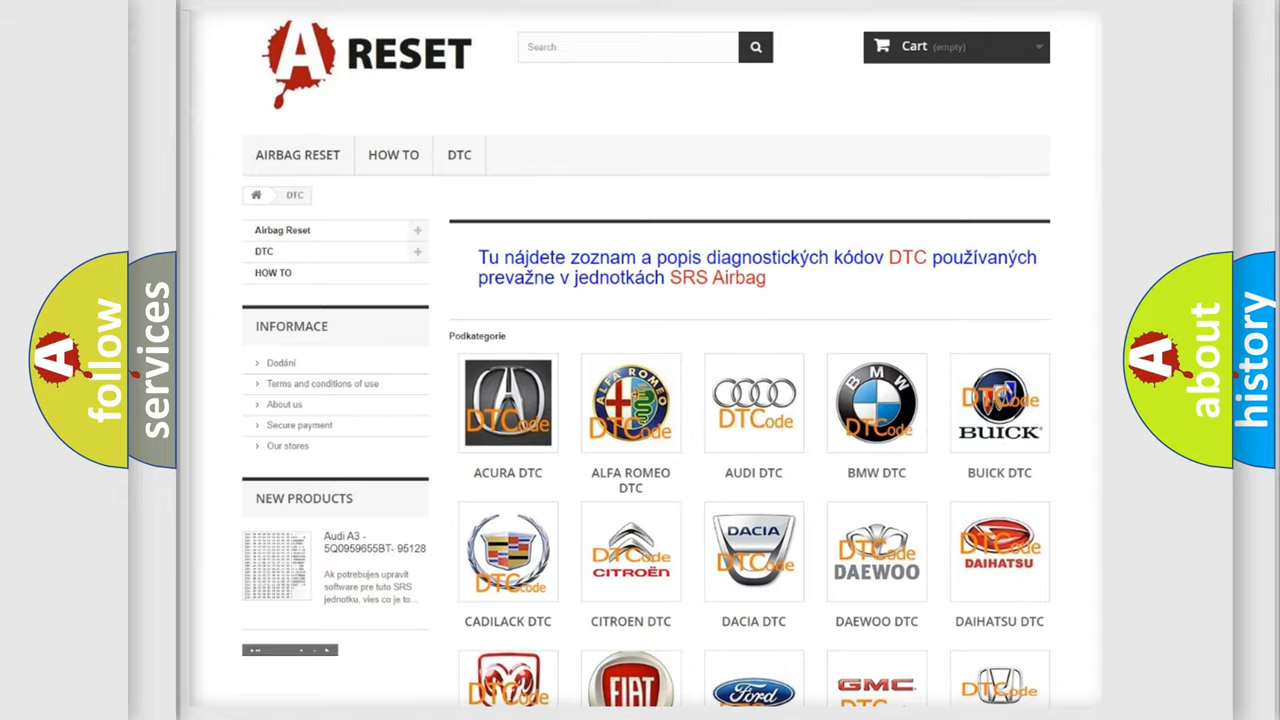 A RESET
Search
Cart (empty)
AIRBAG RESET
HOW TO
DTC
DTC
Airbag Reset
DTC
HOW TO
Tu nájdete zoznam a popis diagnostických kódov DTC používaných
prevažne v jednotkách SRS Airbag
INFORMACE
Dodání
Terms and conditions of use
About us
Secure payment
Our stores
NEW PRODUCTS
Audi A3 -
5Q0959655BT- 95128
Ak potrebujes upravit
software pre tuto SRS
jednotku, vies co je to...
Podkategorie
DTCode
ALFA ROMEO
DTCode
DTCode
BMW
DTCode
DTCode
BUICK
ACURA DTC
ALFA ROMEO
DTC
AUDI DTC
BMW DTC
BUICK DTC
DTCode
DTCode
CITROËN
DACIA
DTCode
DTCode
DAEWOO
DTCode
DAIHATSU
CADILACK DTC
CITROEN DTC
DACIA DTC
DAEWOO DTC
DAIHATSU DTC
DTCode
FIAT
Ford
GMC
DTCode
A
follow
services
A
about
history